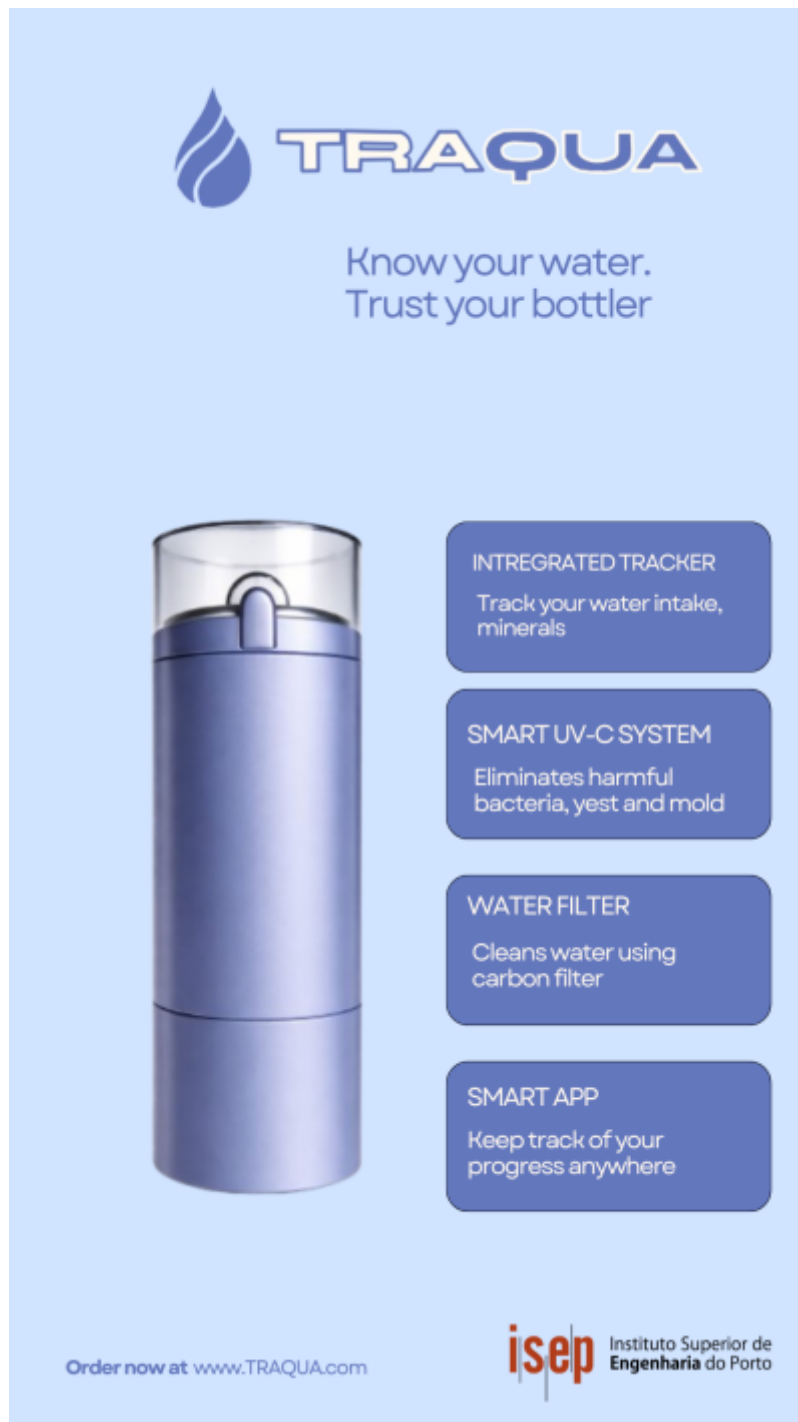 TRAQUA
Know your water.
Trust your bottler
INTREGRATED TRACKER
Track your water intake,
minerals
SMART UV-C SYSTEM
Eliminates harmful
bacteria, yest and mold
WATER FILTER
Cleans water using
carbon filter
SMART APP
Keep track of your
progress anywhere
Order now at www.TRAQUA.com
isep
Instituto Superior de
Engenharia do Porto